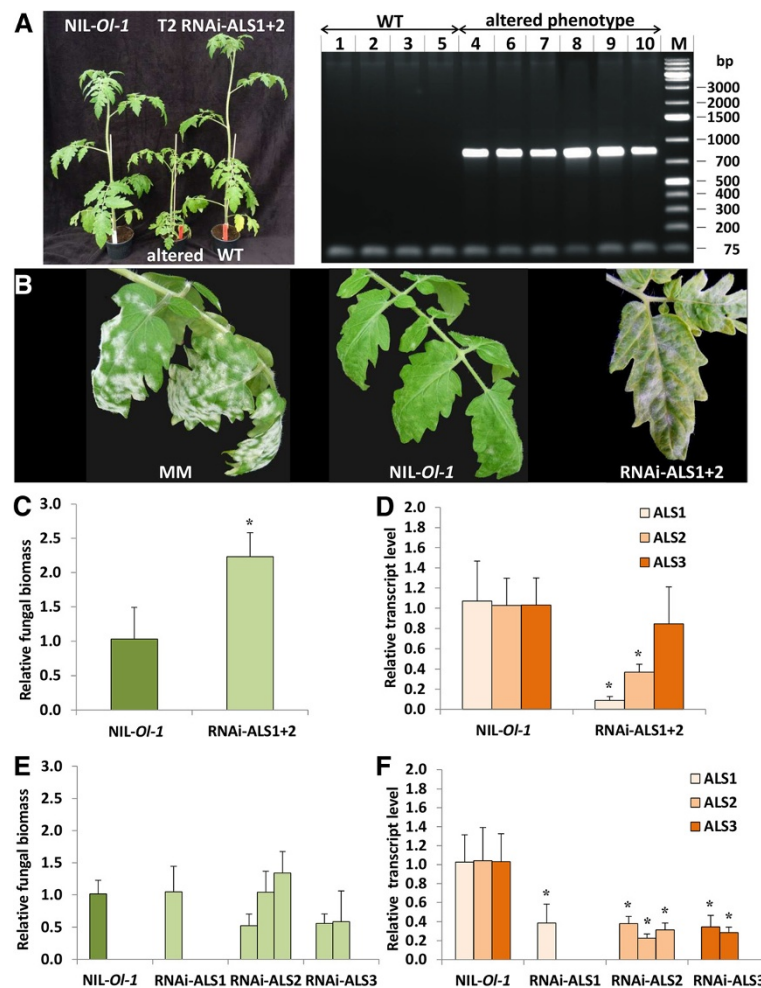 A
NIL-Ol-1 T2 RNAi-ALS1+2
altered WT
WT altered phenotype
1 2 3 5 4 6 7 8 9 10 M
bp
3000
2000
1500
1000
700
500
400
300
200
75
B
MM NIL-Ol-1 RNAi-ALS1+2
C
Relative fungal biomass
3.0
2.5
2.0
1.5
1.0
0.5
0.0
*
NIL-Ol-1 RNAi-ALS1+2
D
Relative transcript level
2.0
1.8
1.6
1.4
1.2
1.0
0.8
0.6
0.4
0.2
0.0
ALS1
ALS2
ALS3
* *
NIL-Ol-1 RNAi-ALS1+2
E
Relative fungal biomass
3.0
2.5
2.0
1.5
1.0
0.5
0.0
NIL-Ol-1 RNAi-ALS1 RNAi-ALS2 RNAi-ALS3
F
Relative transcript level
2.0
1.8
1.6
1.4
1.2
1.0
0.8
0.6
0.4
0.2
0.0
ALS1
ALS2
ALS3
* * * * * *
NIL-Ol-1 RNAi-ALS1 RNAi-ALS2 RNAi-ALS3